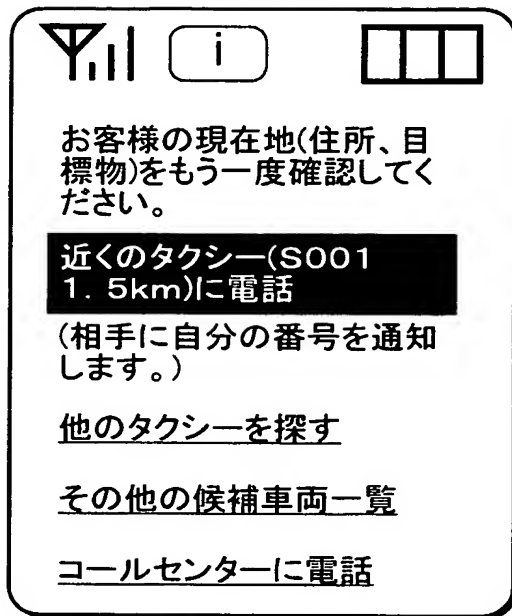 i
お客様の現在地(住所、目
標物)をもう一度確認してく
ださい。
近くのタクシー(S001
1. 5km)に電話
(相手に自分の番号を通知
します。)
他のタクシーを探す
その他の候補車両一覧
コールセンターに電話